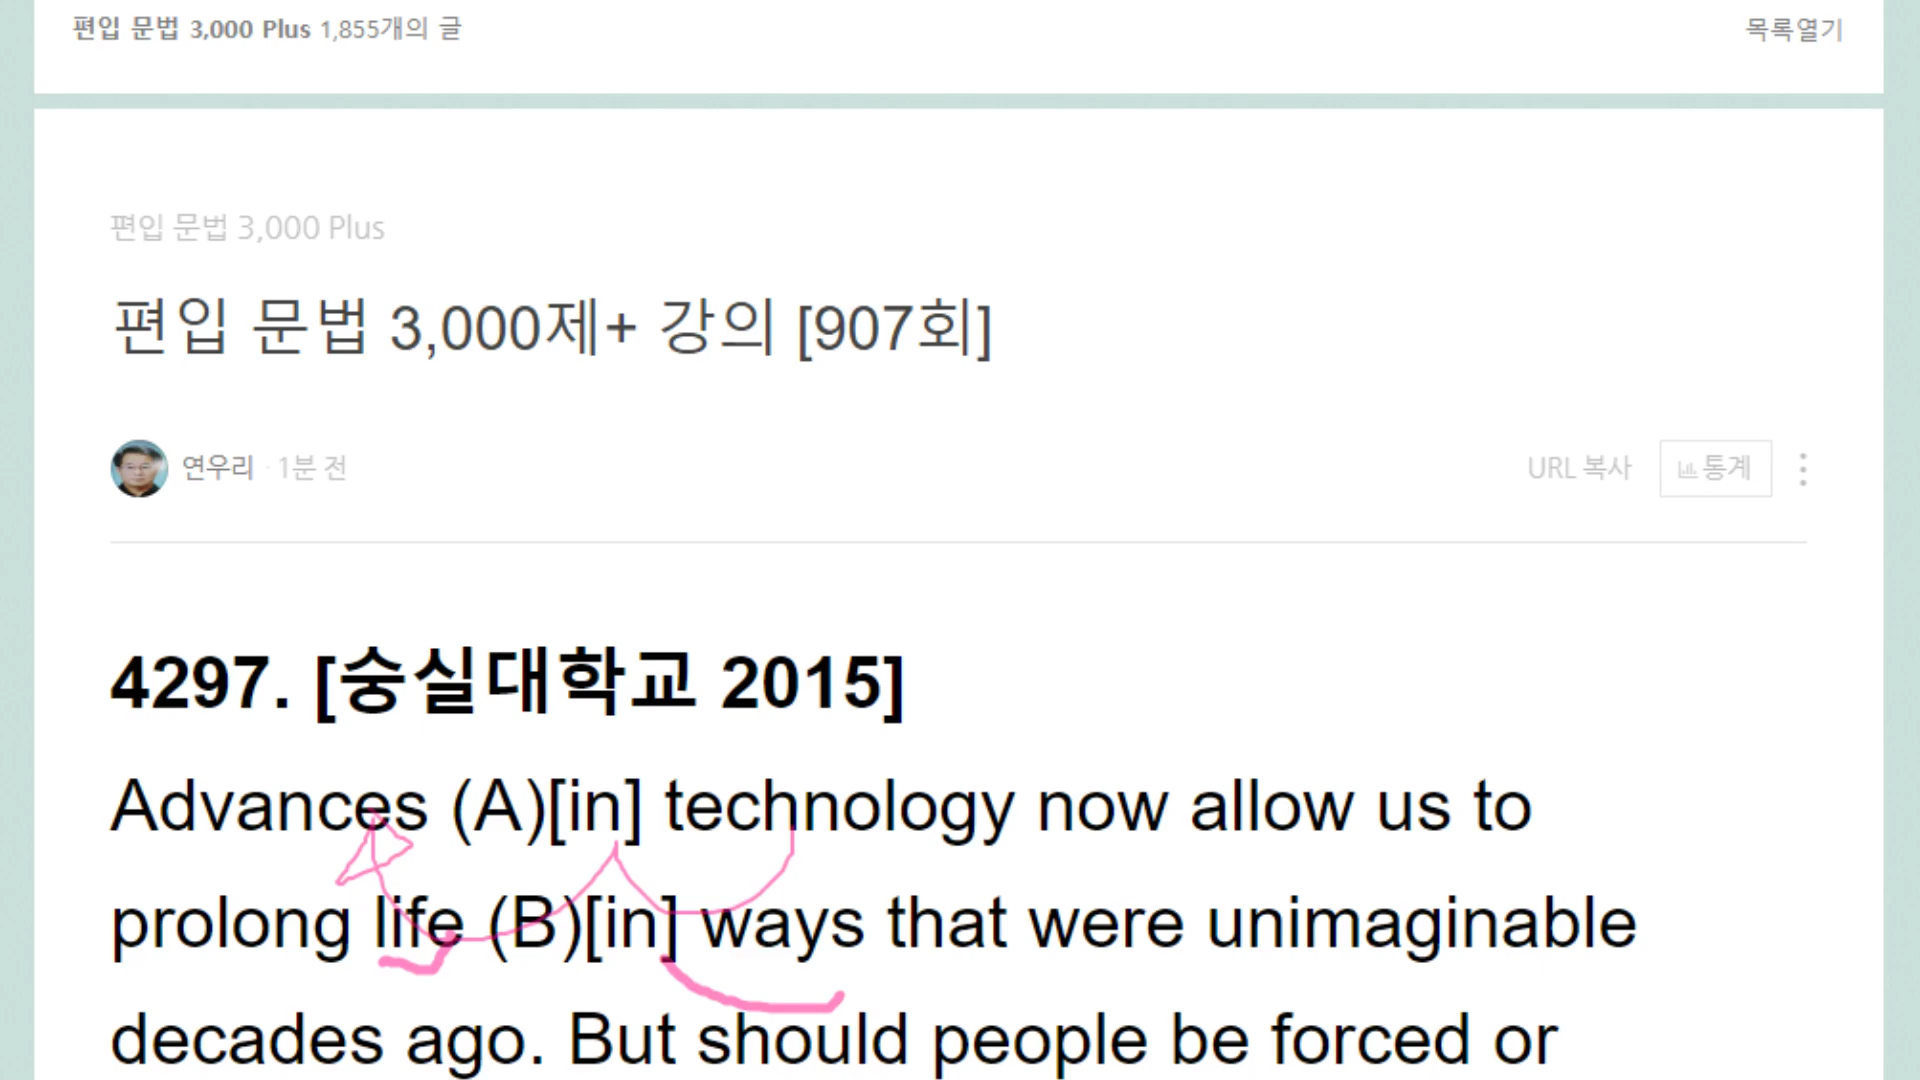 편입 문법 3,000 Plus 1,855개의 글
목록열기
편입 문법 3,000 Plus
편입 문법 3,000제+ 강의 [907회]
연우리 · 1분 전
URL 복사 통계
4297. [숭실대학교 2015]
Advances (A)[in] technology now allow us to
prolong life (B)[in] ways that were unimaginable
decades ago. But should people be forced or